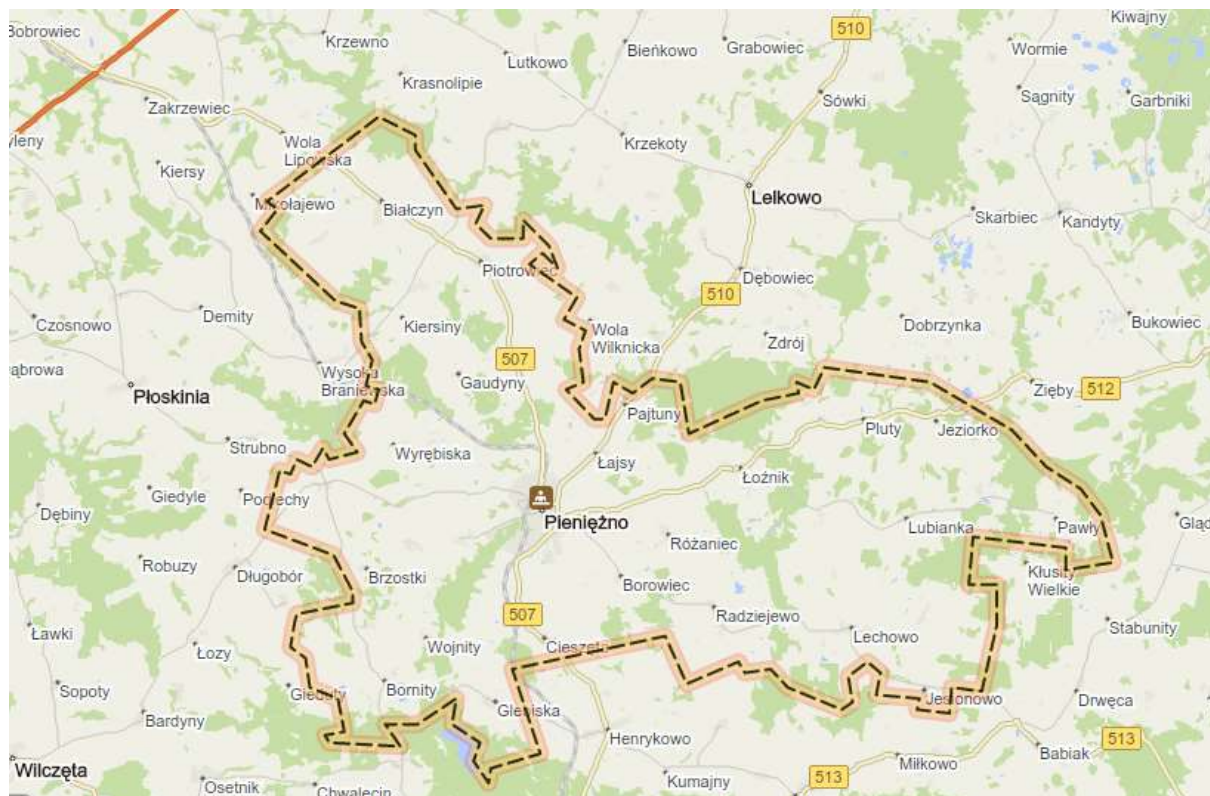 Kiwajny
Bobrowiec
510
Krzewno
Bieńkowo
Grabowiec
Wormie
Lutkowo
Krasnolipie
Sągnity
Garbniki
Zakrzewiec
Sówki
Wola
Lipowska
Krzekoty
Kiersy
Lelkowo
Mikołajewo
Białczyn
Skarbiec
Kandyty
Piotrowiec
Dębowiec
510
Demity
Kiersiny
Wola
Wilknicka
Dobrzynka
Bukowiec
Czosnowo
Zdrój
507
Wysoka
Braniewska
Gaudyny
Zięby
512
Płoskinia
Pajtuny
Pluty
Jeziorko
Strubno
Wyrębiska
Łajsy
Łoźnik
Giedyle
Podlechy
Dębiny
Pieniężno
Lubianka
Pawły
Różaniec
Robuzy
Długobór
Brzostki
Borowiec
Kłusity
Wielkie
507
Radziejewo
Stabunity
Ławki
Łozy
Wojnity
Cieszęta
Lechowo
Sopoty
Gieduty
Bornity
Glebiska
Jesionowo
Drwęca
Bardyny
Henrykowo
513
Babiak
Wilczęta
Miłkowo
513
Osetnik
Chwalęcin
Kumajny